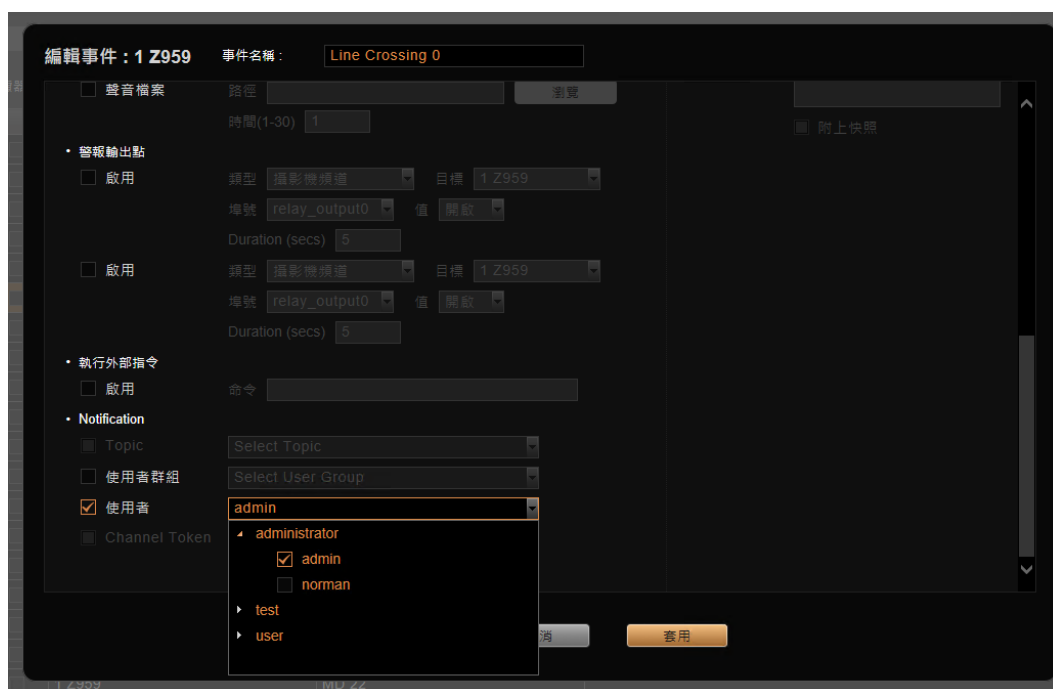 編輯事件 : 1 Z959 事件名稱 : Line Crossing 0
聲音檔案 路徑 瀏覽
時間(1-30) 1
附上快照
• 警報輸出點
啟用 類型 攝影機頻道 目標 1 Z959
埠號 relay_output0 值 開啟
Duration (secs) 5
啟用 類型 攝影機頻道 目標 1 Z959
埠號 relay_output0 值 開啟
Duration (secs) 5
• 執行外部指令
啟用 命令
• Notification
Topic Select Topic
使用者群組 Select User Group
使用者 admin
Channel Token
administrator
admin
norman
test
user
消 套用
1 Z959 MD 22